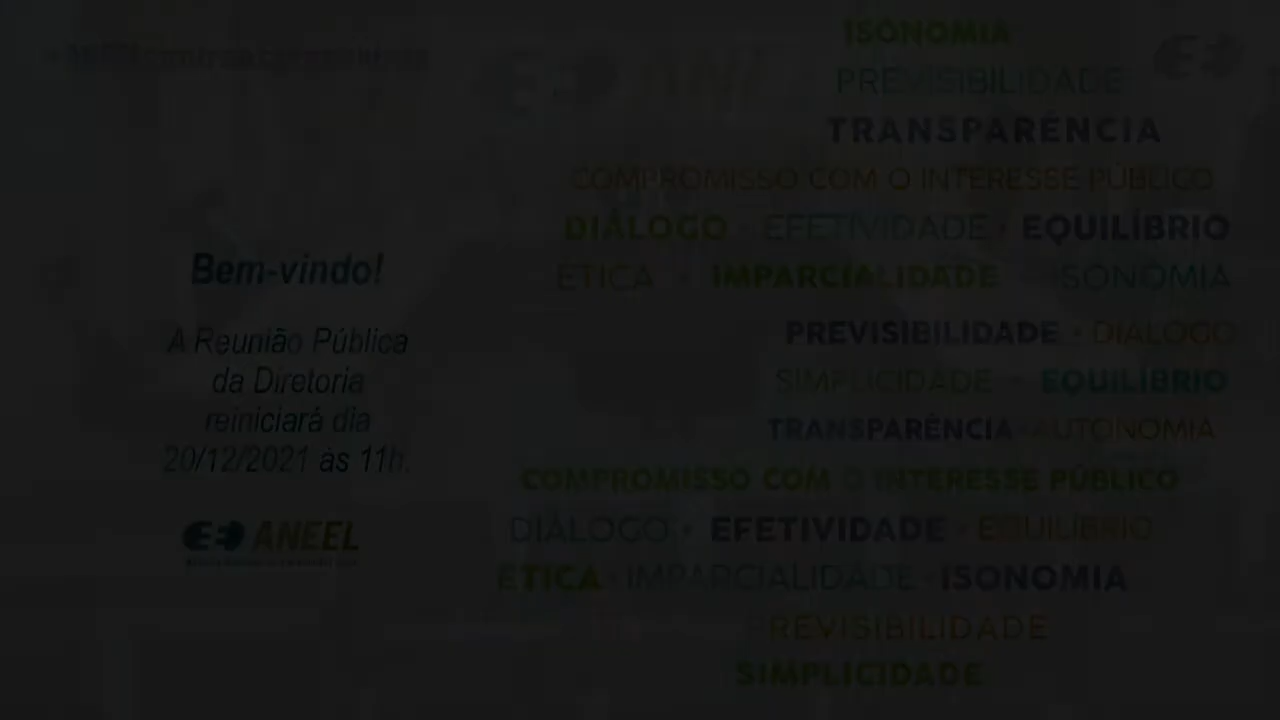 Bem-vindo!
A Reunião Pública
da Diretoria
reiniciará dia
20/12/2021 às 11h.
ANEEL
ISONOMIA
PREVISIBILIDADE
TRANSPARÊNCIA
COMPROMISSO COM O INTERESSE PÚBLICO
DIÁLOGO • EFETIVIDADE • EQUILÍBRIO
ÉTICA • IMPARCIALIDADE • ISONOMIA
PREVISIBILIDADE • DIÁLOGO
SIMPLICIDADE • EQUILÍBRIO
TRANSPARÊNCIA • AUTONOMIA
COMPROMISSO COM O INTERESSE PÚBLICO
DIÁLOGO • EFETIVIDADE • EQUILÍBRIO
ÉTICA • IMPARCIALIDADE • ISONOMIA
PREVISIBILIDADE
SIMPLICIDADE